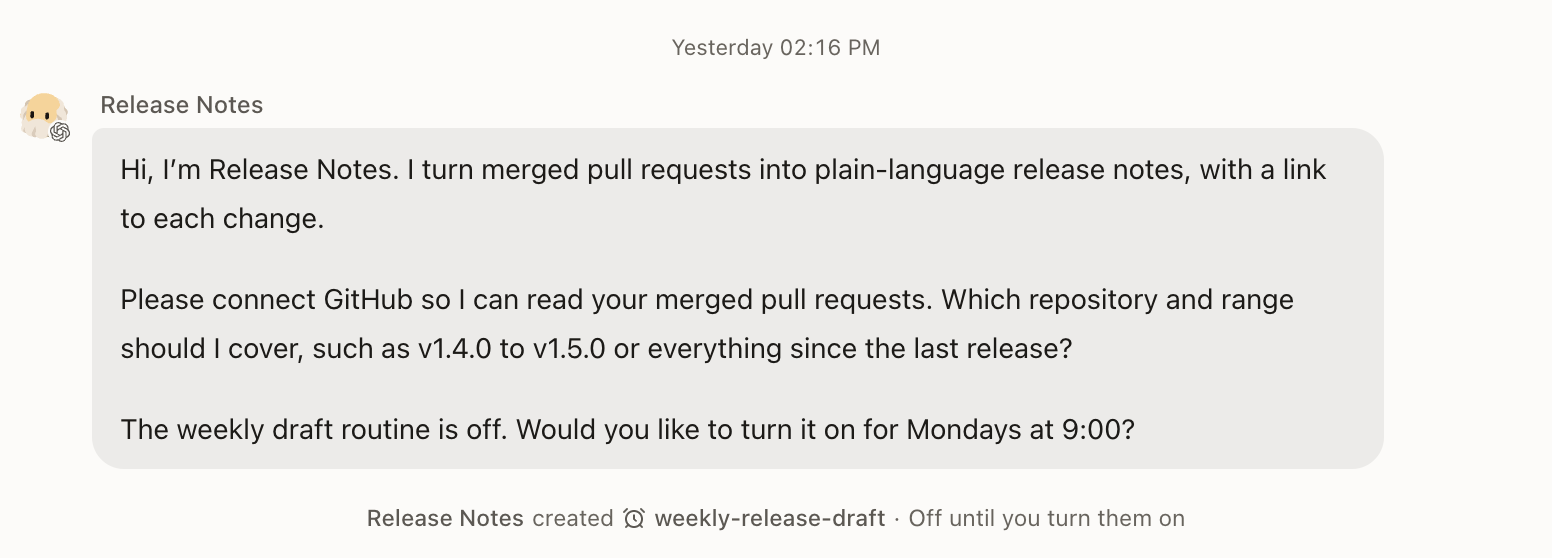 Yesterday 02:16 PM
Release Notes
Hi, I’m Release Notes. I turn merged pull requests into plain-language release notes, with a link
to each change.
Please connect GitHub so I can read your merged pull requests. Which repository and range
should I cover, such as v1.4.0 to v1.5.0 or everything since the last release?
The weekly draft routine is off. Would you like to turn it on for Mondays at 9:00?
Release Notes created weekly-release-draft · Off until you turn them on